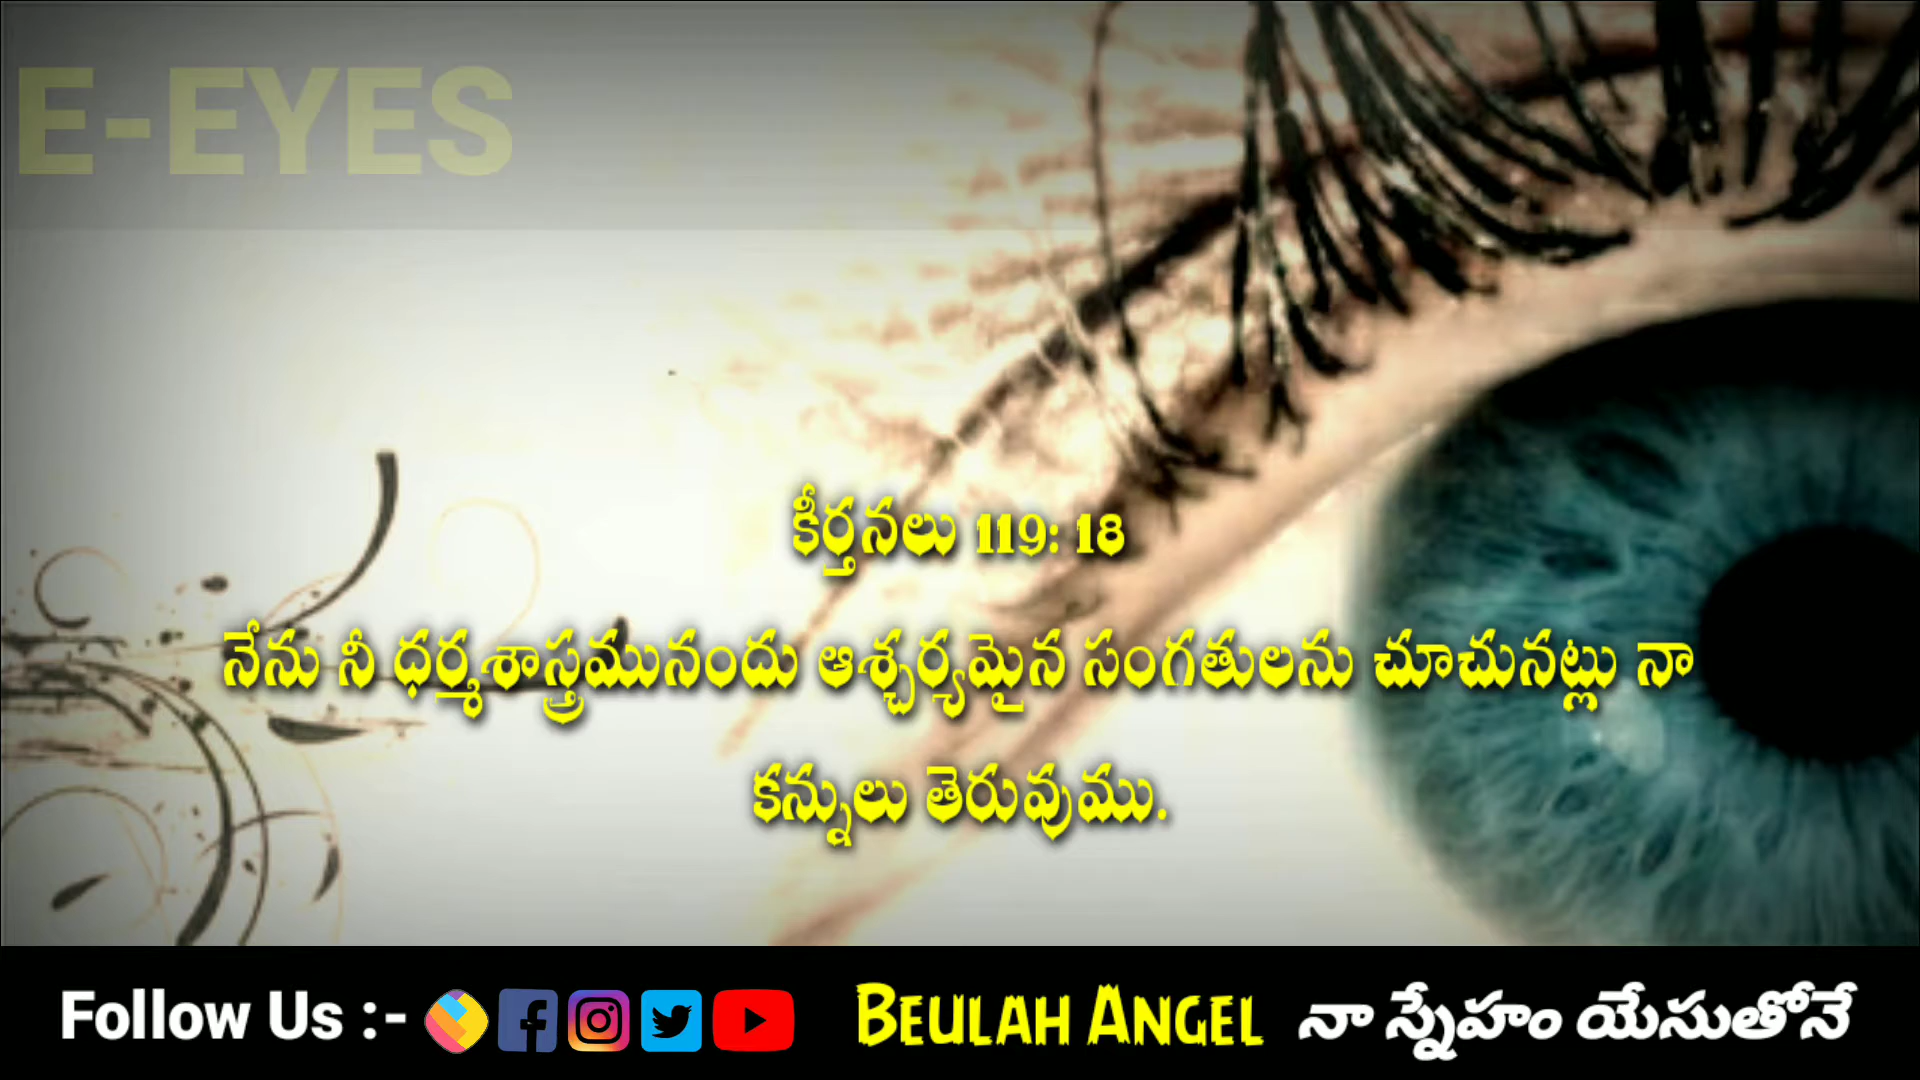 E-EYES
కీర్తనలు 119: 18
నేను నీ ధర్మశాస్త్రమునందు ఆశ్చర్యమైన సంగతులను చూచునట్లు నా
కన్నులు తెరువుము.
Follow Us :- BEULAH ANGEL నా స్నేహం యేసుతోనే